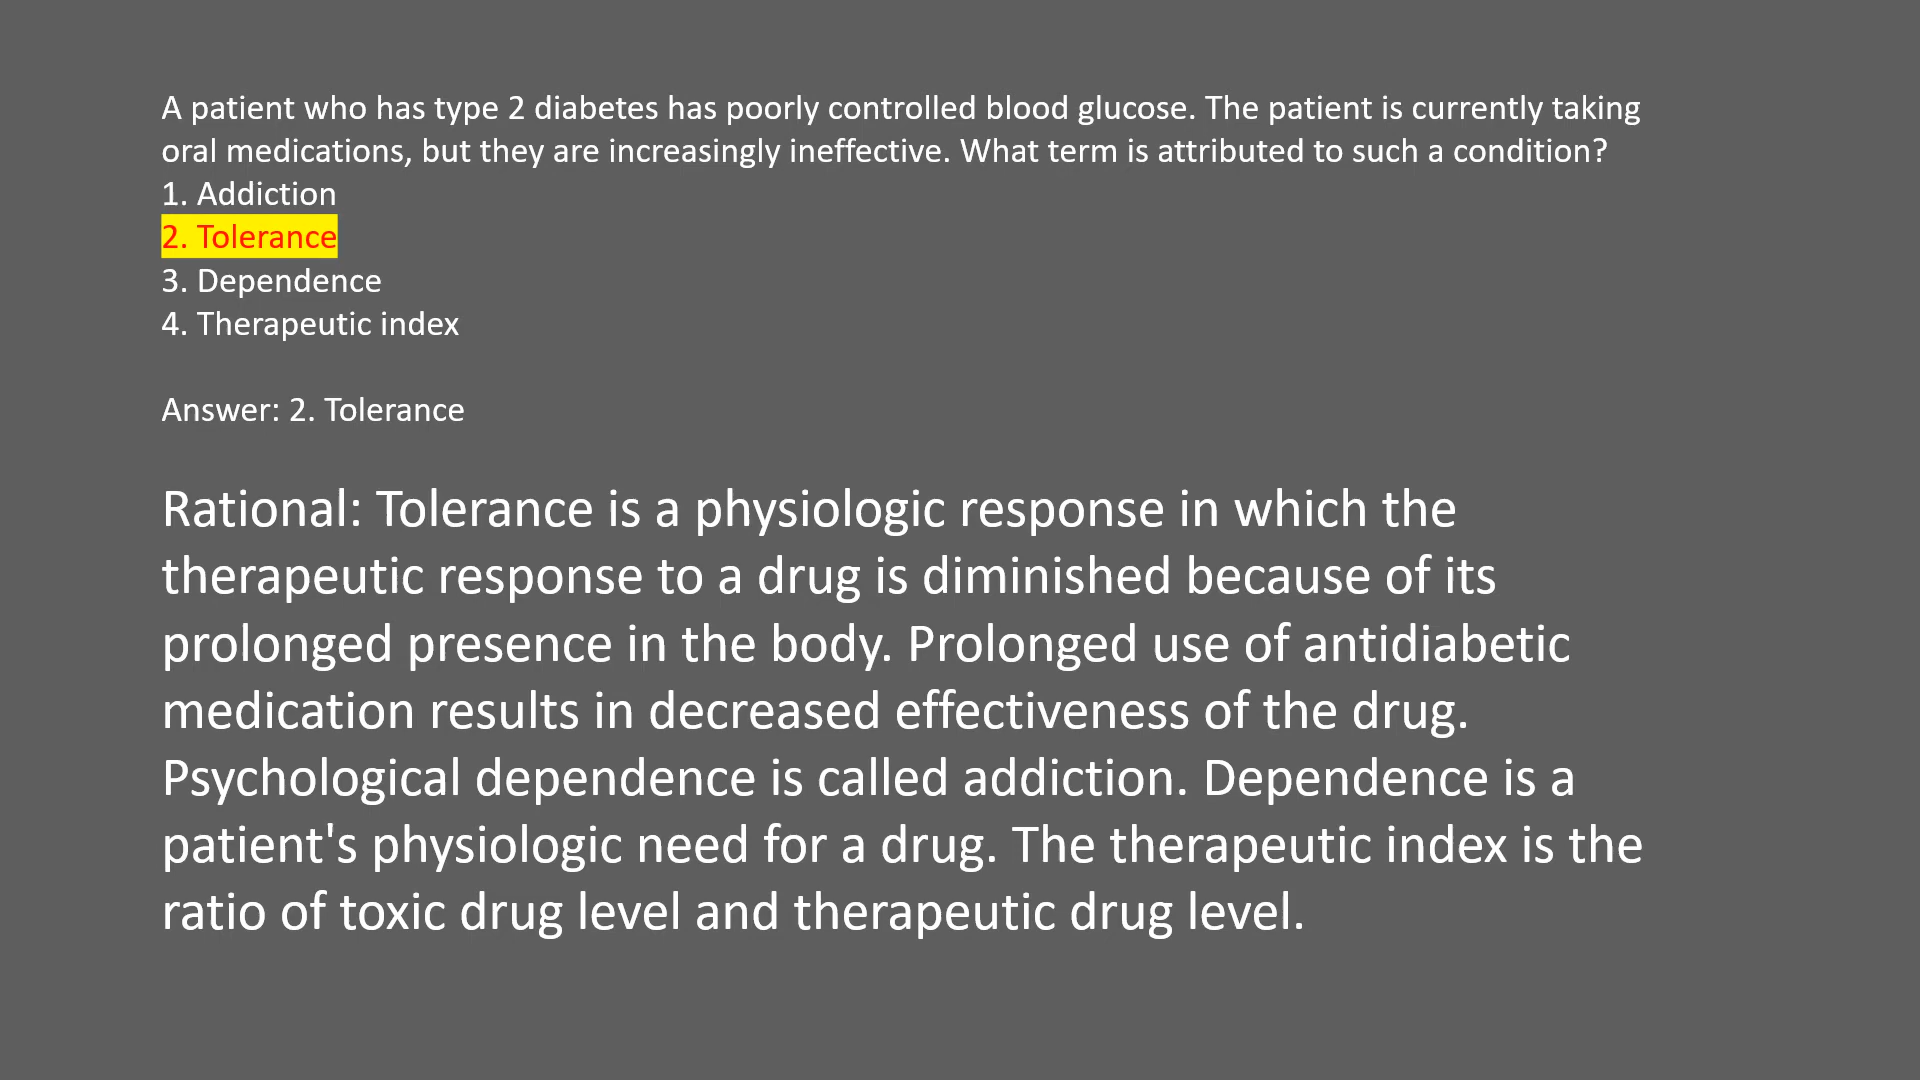 A patient who has type 2 diabetes has poorly controlled blood glucose. The patient is currently taking
oral medications, but they are increasingly ineffective. What term is attributed to such a condition?
1. Addiction
2. Tolerance
3. Dependence
4. Therapeutic index
Answer: 2. Tolerance
Rational: Tolerance is a physiologic response in which the
therapeutic response to a drug is diminished because of its
prolonged presence in the body. Prolonged use of antidiabetic
medication results in decreased effectiveness of the drug.
Psychological dependence is called addiction. Dependence is a
patient's physiologic need for a drug. The therapeutic index is the
ratio of toxic drug level and therapeutic drug level.